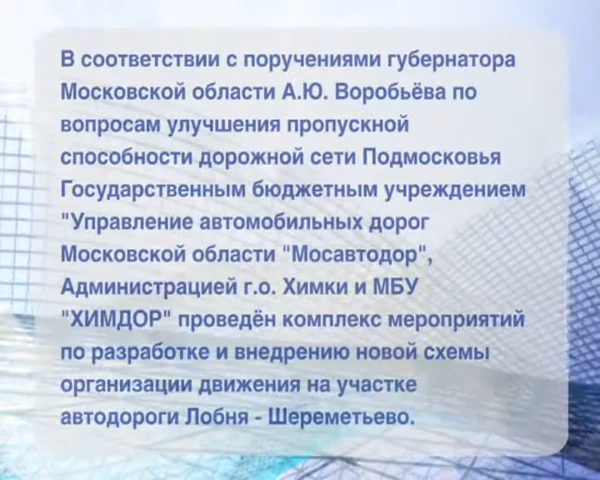 В соответствии с поручениями губернатора
Московской области А.Ю. Воробьёва по
вопросам улучшения пропускной
способности дорожной сети Подмосковья
Государственным бюджетным учреждением
"Управление автомобильных дорог
Московской области "Мосавтодор",
Администрацией г.о. Химки и МБУ
"ХИМДОР" проведён комплекс мероприятий
по разработке и внедрению новой схемы
организации движения на участке
автодороги Лобня - Шереметьево.